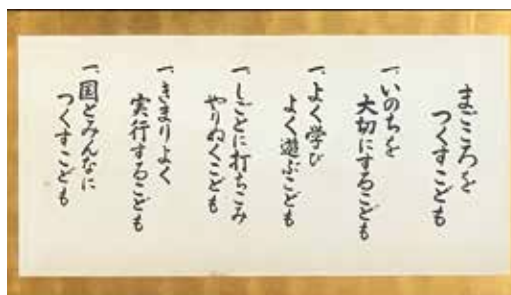 まごころを
つくすこども
一、いのちを
大切にするこども
一、よく学び
よく遊ぶこども
一、しごとに打ちこみ
やりぬくこども
一、きまりよく
実行するこども
一、国とみんなに
つくすこども